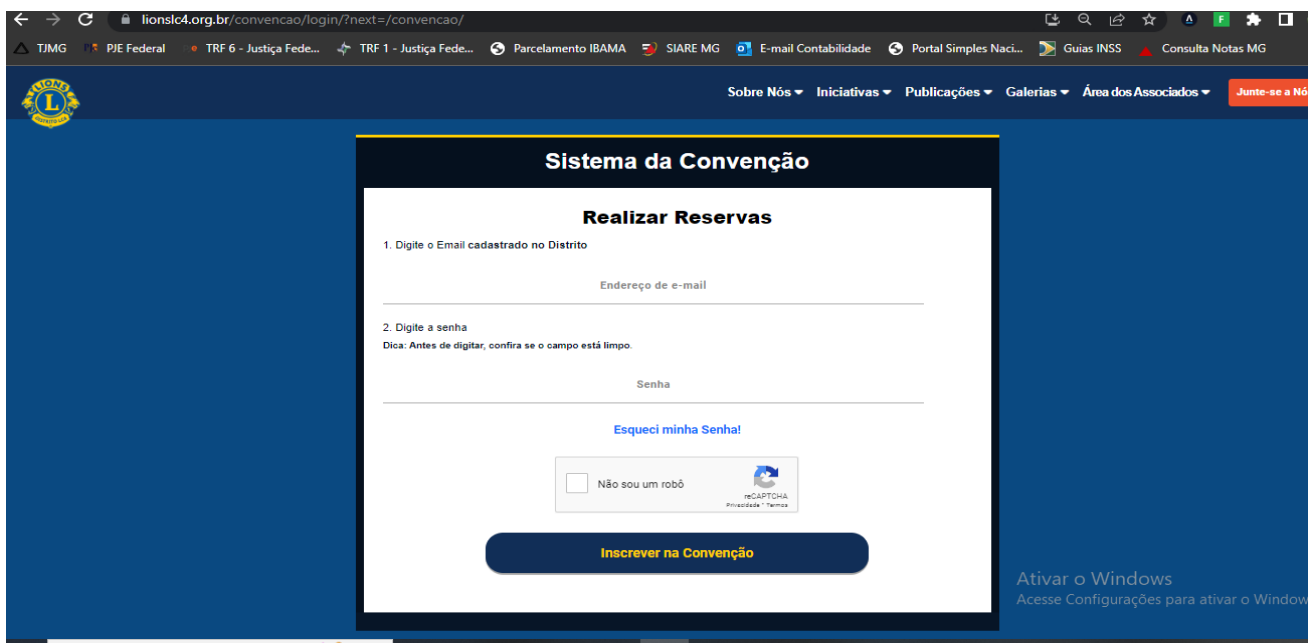 lionslc4.org.br/convencao/login/?next=/convencao/
TJMG PJE Federal TRF 6 - Justiça Fede... TRF 1 - Justiça Fede... Parcelamento IBAMA SIARE MG E-mail Contabilidade Portal Simples Naci... Guias INSS Consulta Notas MG
LIONS
L
Sobre Nós Iniciativas Publicações Galerias Área dos Associados Junte-se a Nó
Sistema da Convenção
Realizar Reservas
1. Digite o Email cadastrado no Distrito
Endereço de e-mail
2. Digite a senha
Dica: Antes de digitar, confira se o campo está limpo.
Senha
Esqueci minha Senha!
Não sou um robô
reCAPTCHA
Privacidade - Termos
Inscrever na Convenção
Ativar o Windows
Acesse Configurações para ativar o Window